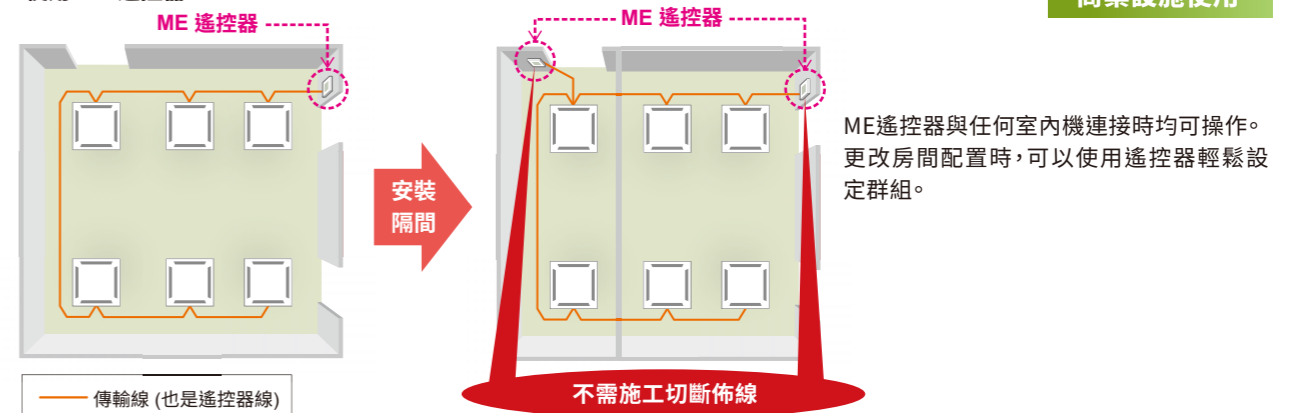 ME 遙控器
ME 遙控器
ME遙控器與任何室內機連接時均可操作。
更改房間配置時,可以使用遙控器輕鬆設
定群組。
安裝
隔間
不需施工切斷佈線
傳輸線 (也是遙控器線)